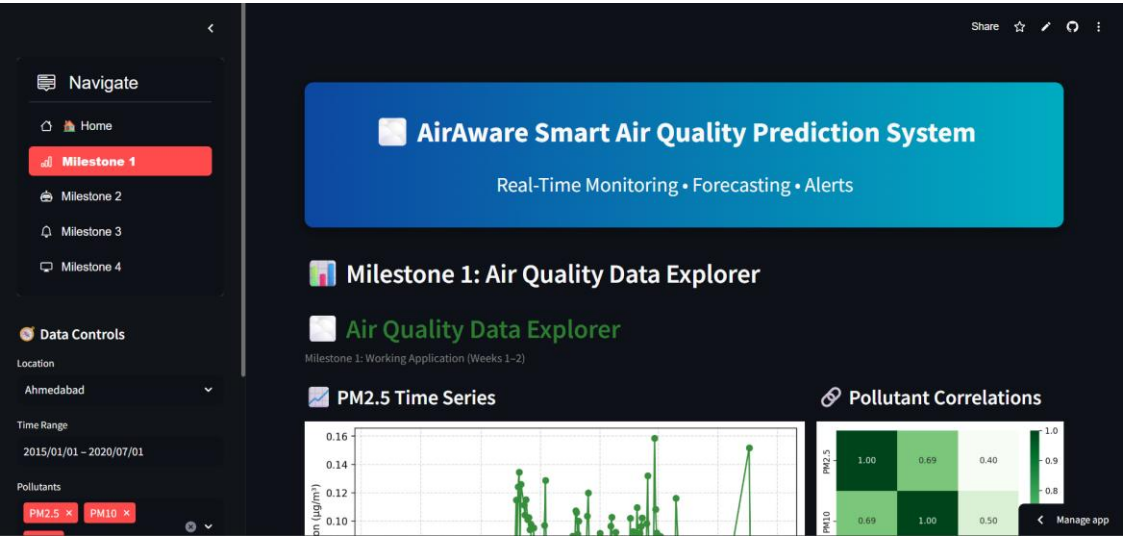 Share
Navigate
Home
Milestone 1
Milestone 2
Milestone 3
Milestone 4
Data Controls
Location
Ahmedabad
Time Range
2015/01/01 – 2020/07/01
Pollutants
PM2.5 ×
PM10 ×
AirAware Smart Air Quality Prediction System
Real-Time Monitoring • Forecasting • Alerts
Milestone 1: Air Quality Data Explorer
Air Quality Data Explorer
Milestone 1: Working Application (Weeks 1–2)
PM2.5 Time Series
0.16
0.14
0.12
0.10
(µg/m³)
Pollutant Correlations
PM2.5
1.00
0.69
0.40
PM10
0.69
1.00
0.50
1.0
0.9
0.8
Manage app